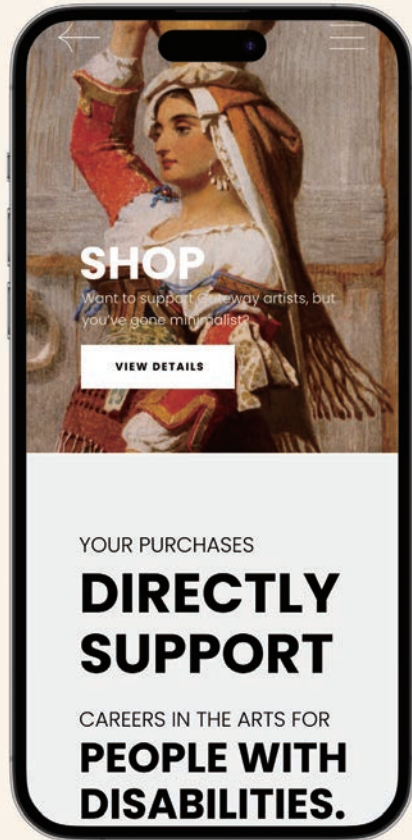 SHOP
Want to support Gateway artists, but
you've gone minimalist?
VIEW DETAILS
YOUR PURCHASES
DIRECTLY
SUPPORT
CAREERS IN THE ARTS FOR
PEOPLE WITH
DISABILITIES.